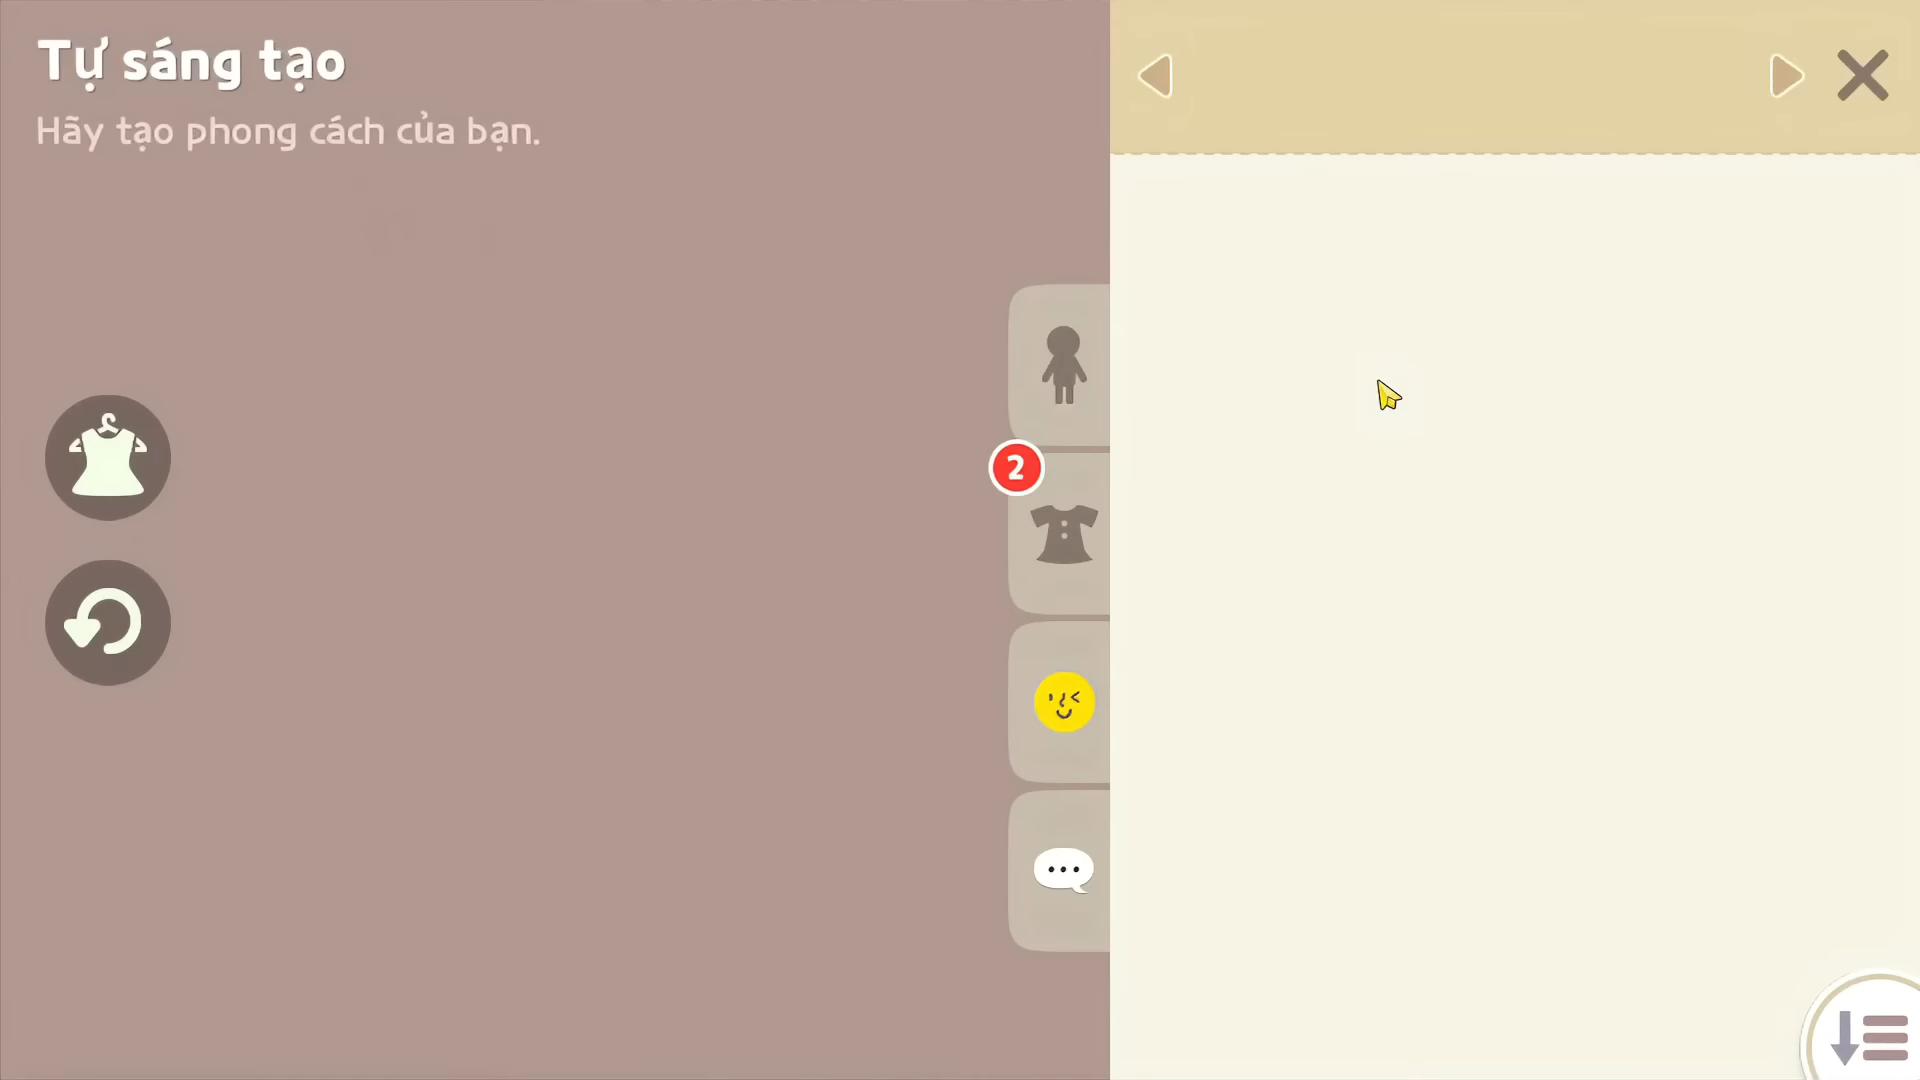 Tự sáng tạo
Hãy tạo phong cách của bạn.
2